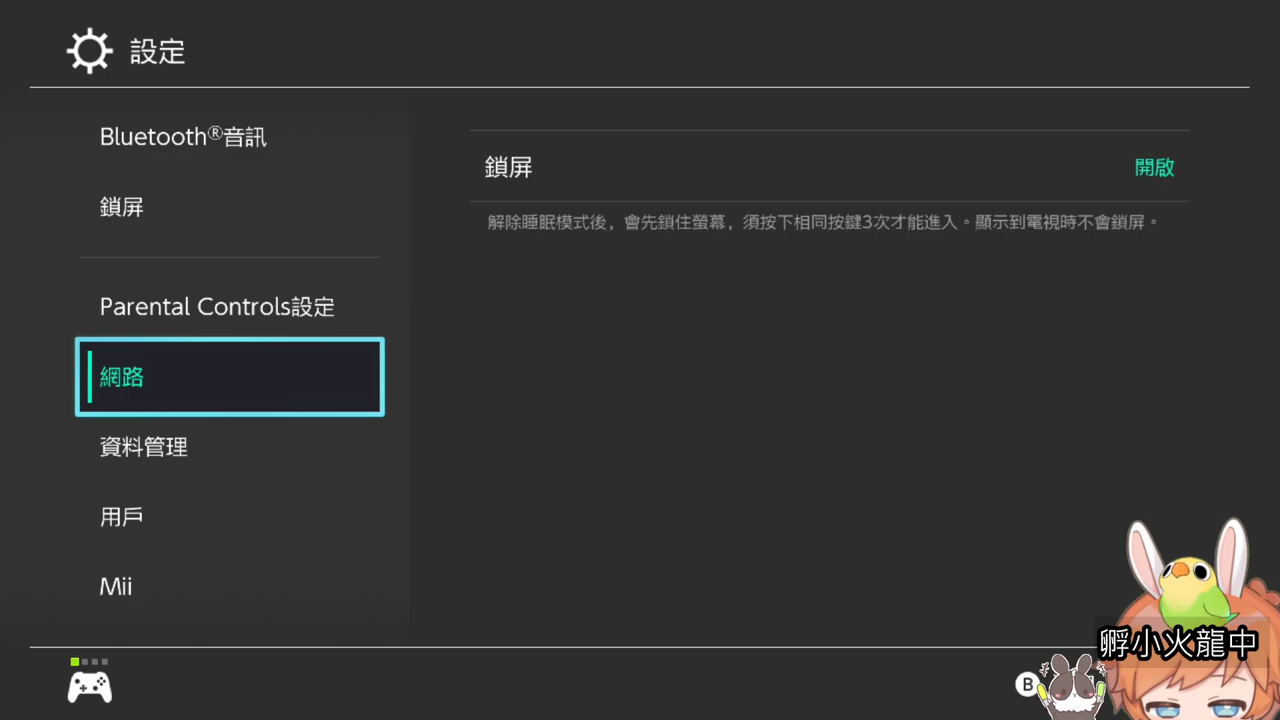 設定
Bluetooth®音訊
鎖屏
Parental Controls設定
網路
資料管理
用戶
Mii
鎖屏
開啟
解除睡眠模式後，會先鎖住螢幕，須按下相同按鍵3次才能進入。顯示到電視時不會鎖屏。
B
孵小火龍中